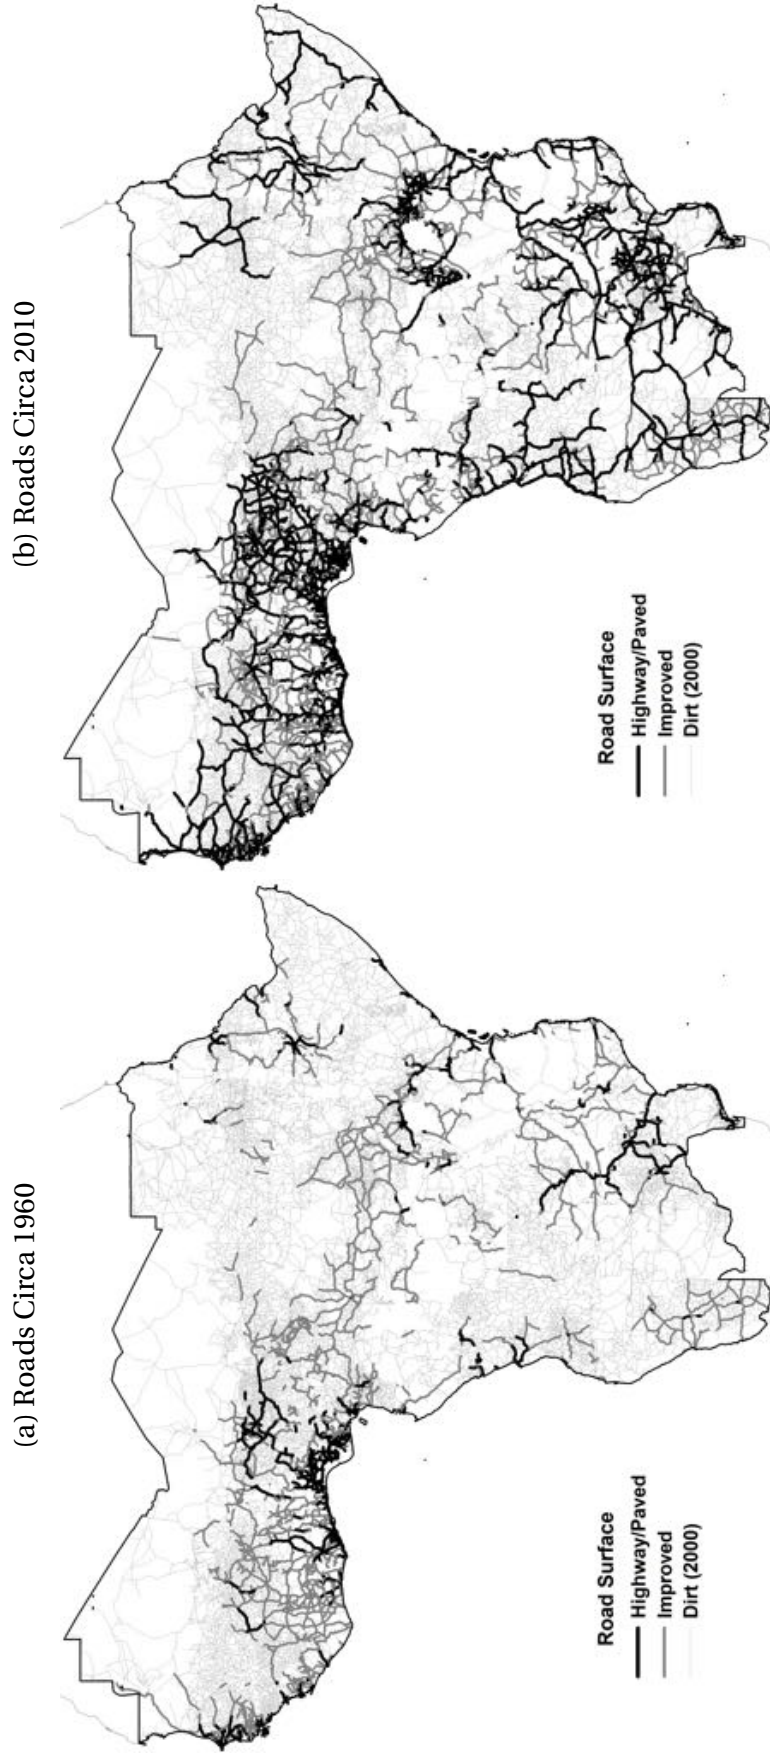 (a) Roads Circa 1960
Road Surface
Highway/Paved
Improved
Dirt (2000)
(b) Roads Circa 2010
Road Surface
Highway/Paved
Improved
Dirt (2000)